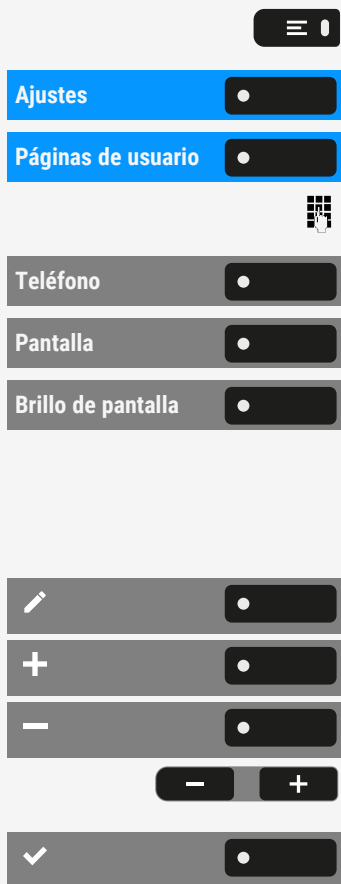 Ajustes
Páginas de usuario
Teléfono
Pantalla
Brillo de pantalla